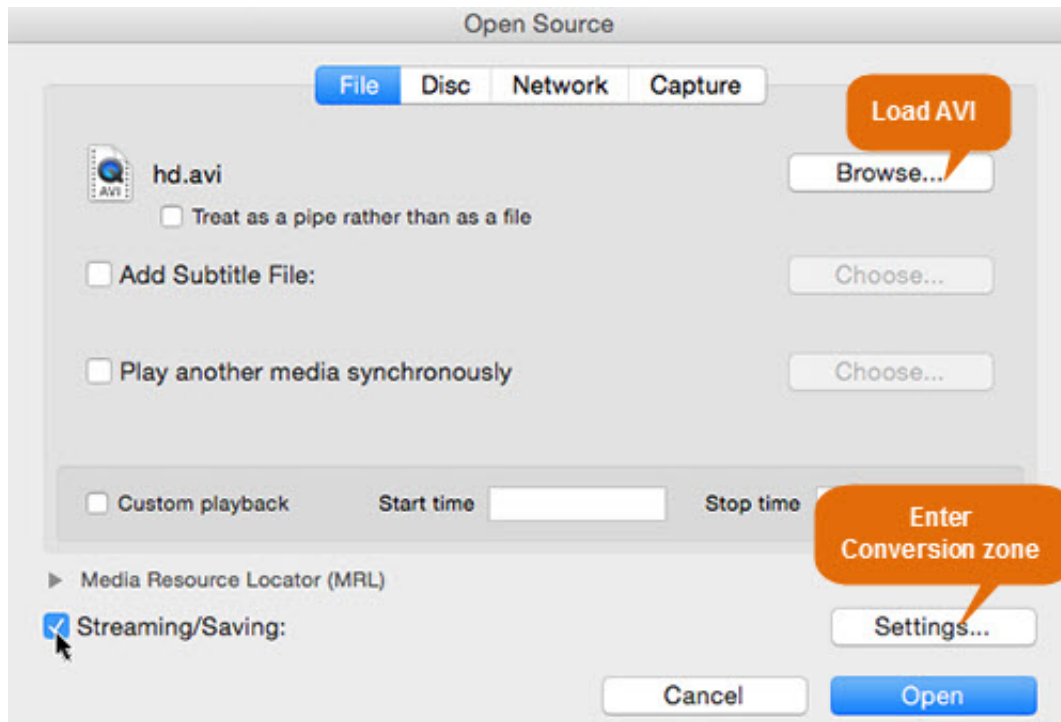 Open Source
File Disc Network Capture
Load AVI
AVI
hd.avi
Browse...
Treat as a pipe rather than as a file
Add Subtitle File:
Choose...
Play another media synchronously
Choose...
Custom playback
Start time
Stop time
Enter
Conversion zone
Media Resource Locator (MRL)
Streaming/Saving:
Settings...
Cancel
Open